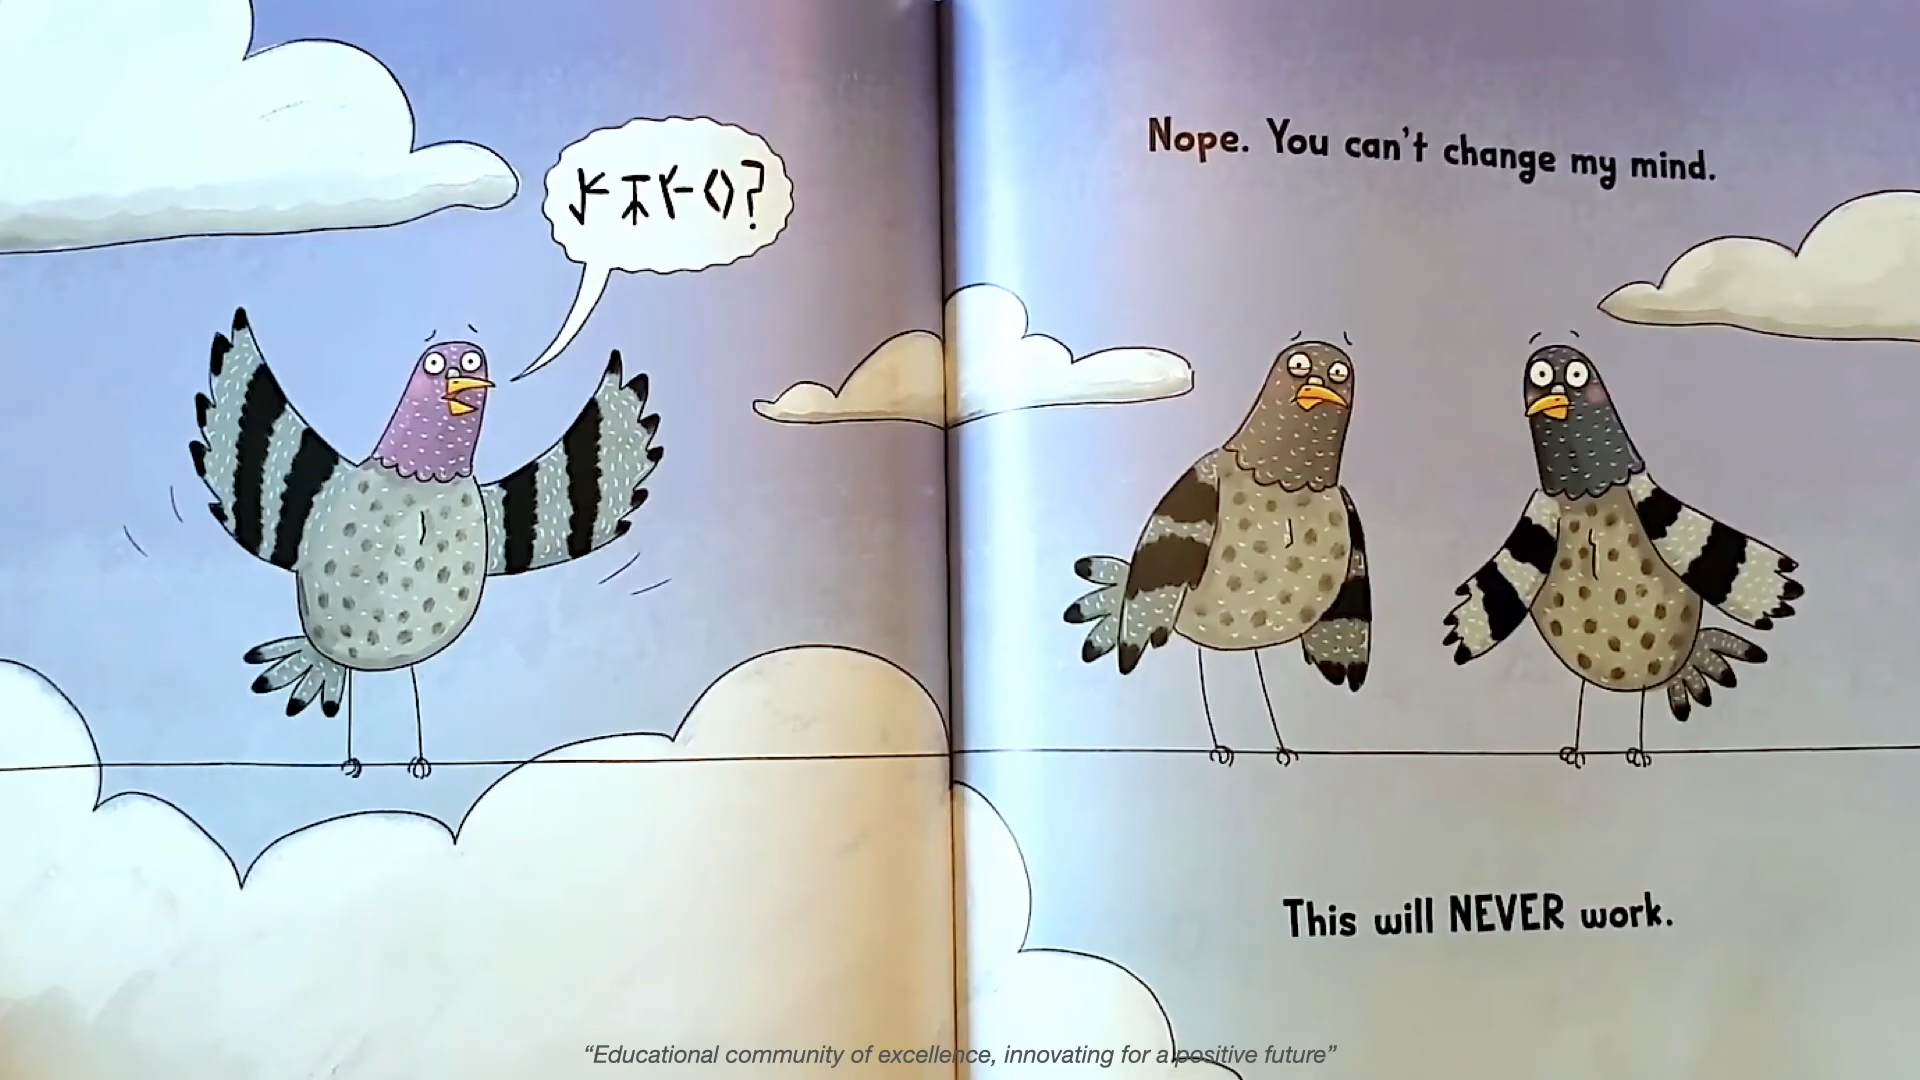 Nope. You can't change my mind.
This will NEVER work.
“Educational community of excellence, innovating for a positive future”